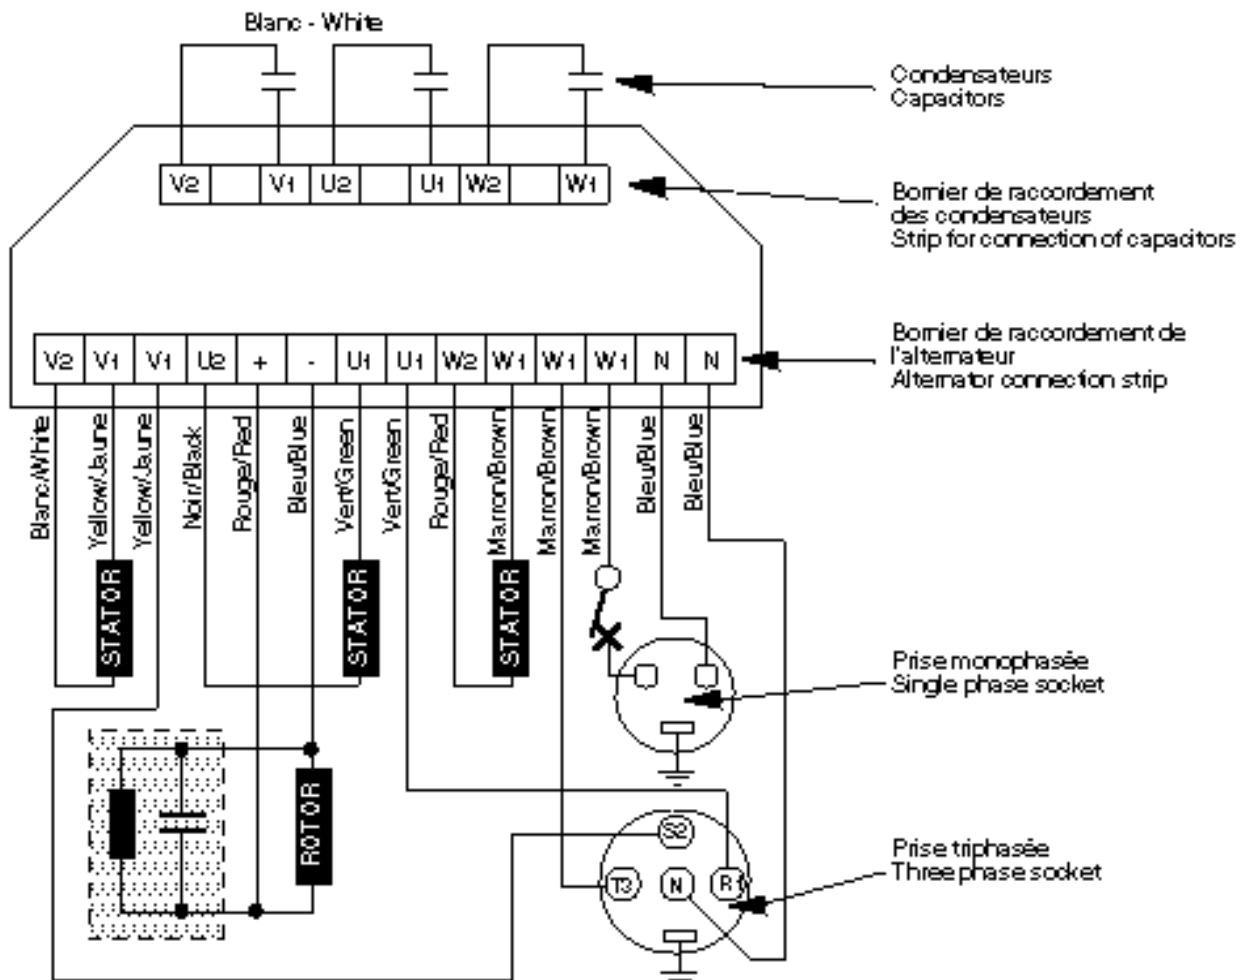 Blanc - White
Condensateurs
Capacitors
V2 V1 U2 U1 W2 W1
Bornier de raccordement
des condensateurs
Strip for connection of capacitors
V2 V1 V1 U2 + - U1 U1 W2 W1 W1 W1 N N
Bornier de raccordement de
l'alternateur
Alternator connection strip
Blanc/White
Yellow/Jaune
Yellow/Jaune
Noir/Black
Rouge/Red
Bleu/Blue
Vert/Green
Vert/Green
Rouge/Red
Marron/Brown
Marron/Brown
Marron/Brown
Bleu/Blue
Bleu/Blue
STATOR
STATOR
STATOR
Prise monophasée
Single phase socket
ROTOR
S2
T3 N R1
Prise triphasée
Three phase socket